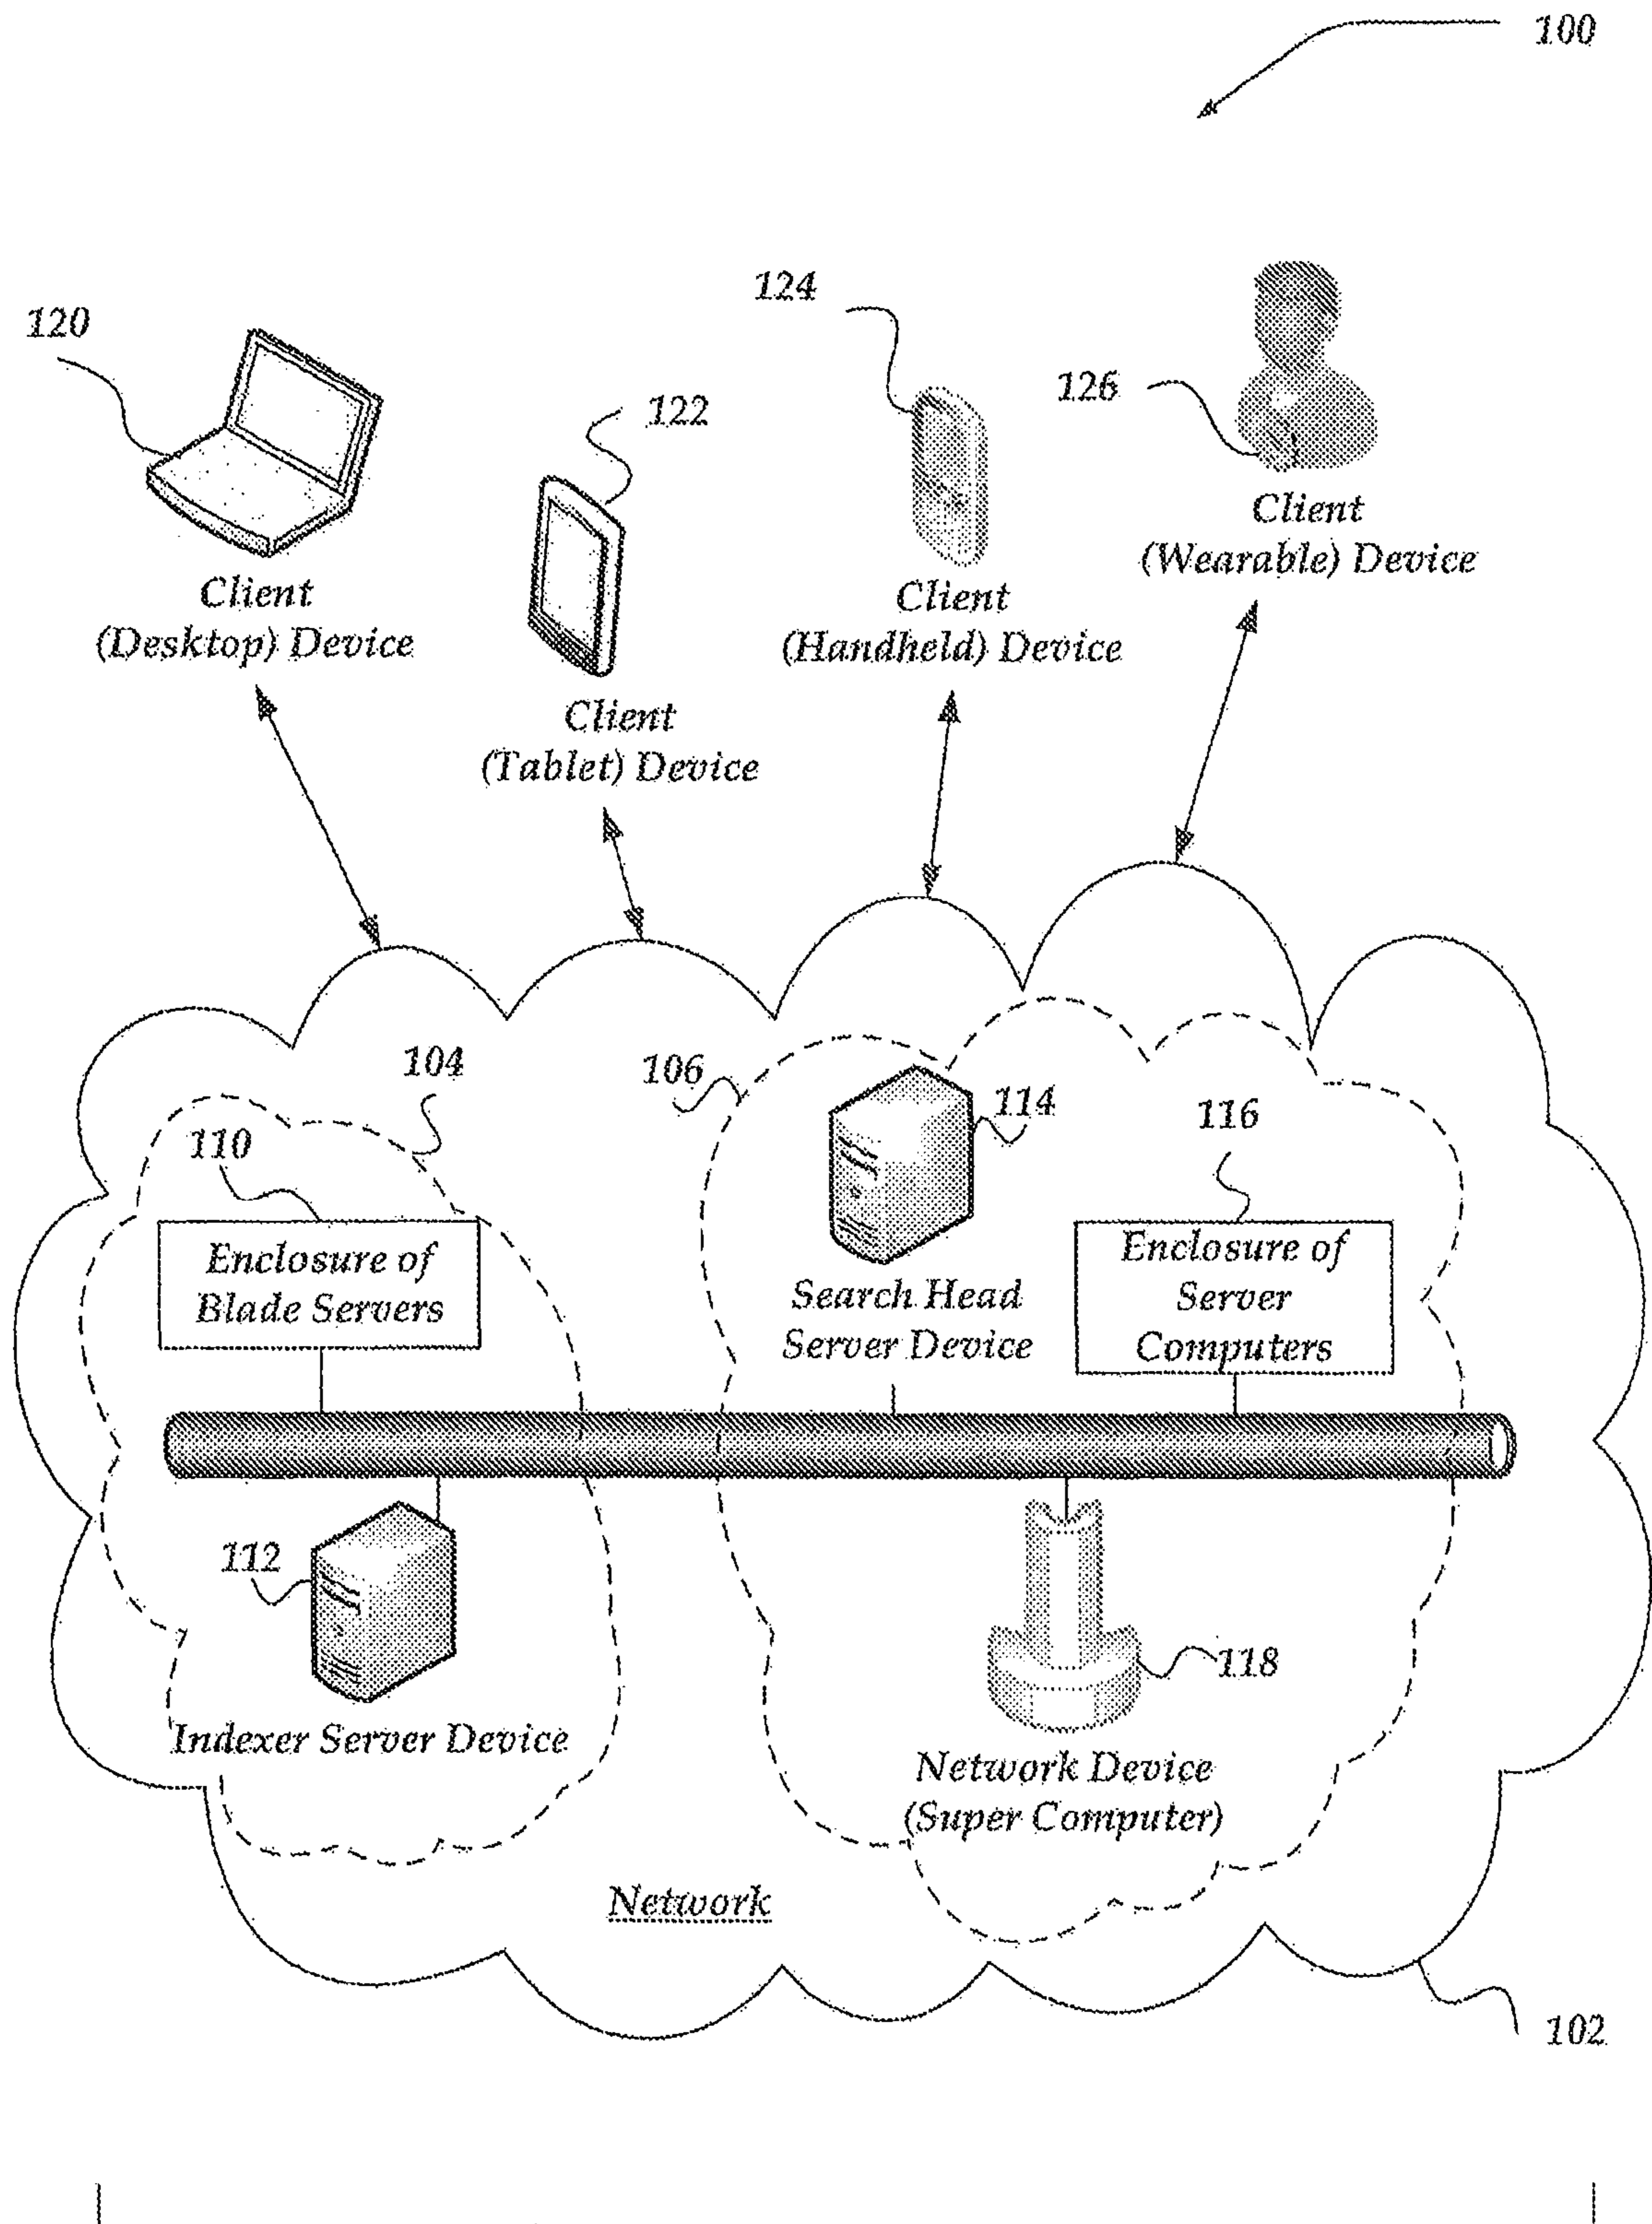 100
120
124
126
122
Client
(Wearable) Device
Client
(Desktop) Device
Client
(Handheld) Device
Client
(Tablet) Device
104
106
114
116
110
Enclosure of
Blade Servers
Search Head
Server Device
Enclosure of
Server
Computers
112
118
Indexer Server Device
Network Device
(Super Computer)
Network
102